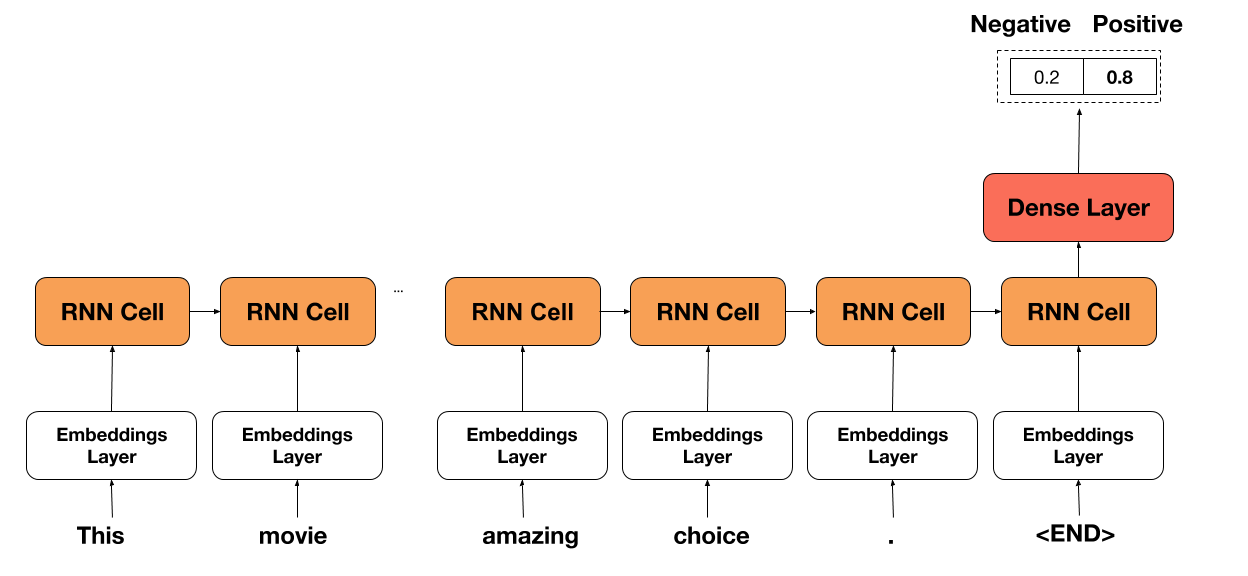 Negative Positive
0.2 0.8
Dense Layer
RNN Cell RNN Cell ... RNN Cell RNN Cell RNN Cell RNN Cell
Embeddings Embeddings Embeddings Embeddings Embeddings Embeddings
Layer Layer Layer Layer Layer Layer
This movie amazing choice . <END>